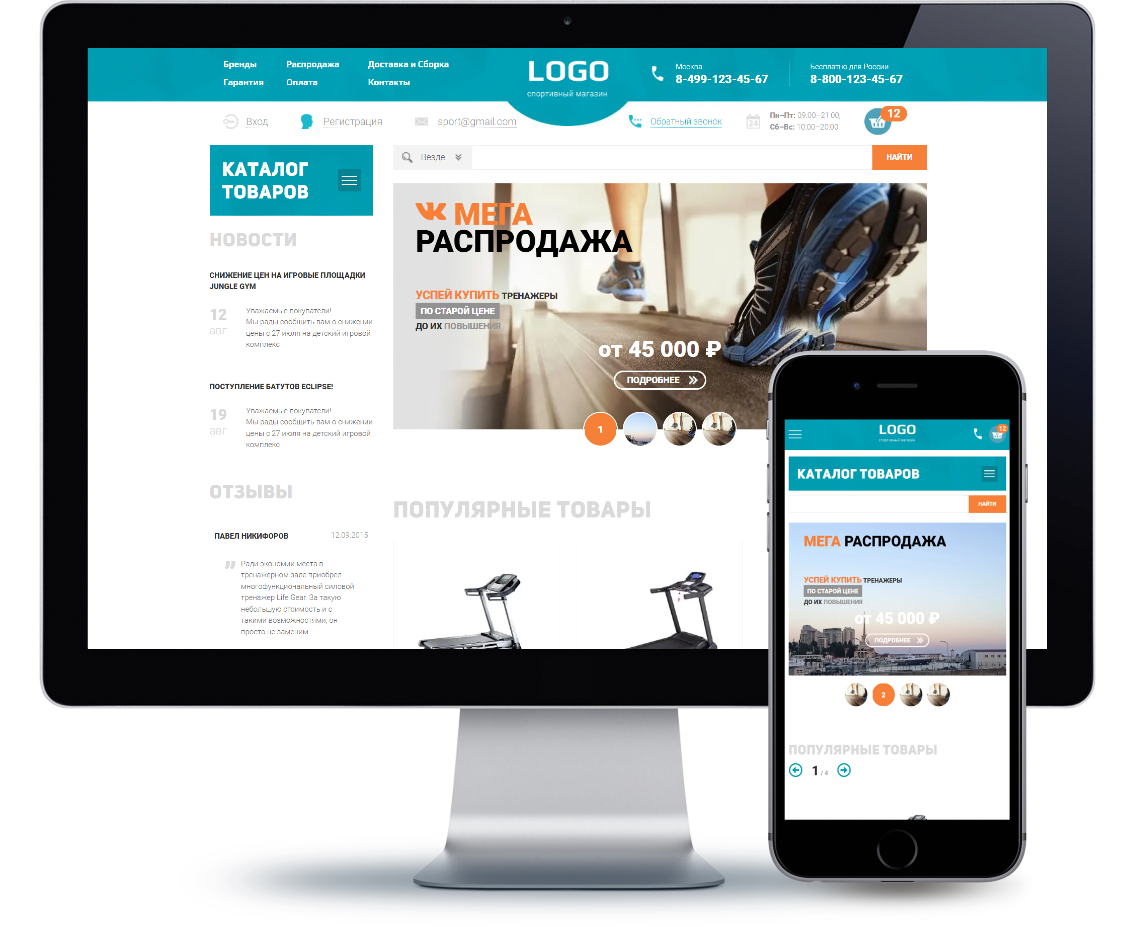 Бренды
Распродажа
Доставка и Сборка
Гарантия
Оплата
Контакты
LOGO
спортивный магазин
Москва
8-499-123-45-67
Бесплатно для России
8-800-123-45-67
Вход
Регистрация
sport@gmail.com
Обратный звонок
24
Пн–Пт: 09:00–21:00,
Сб–Вс: 10:00–20:00
12
КАТАЛОГ
ТОВАРОВ
Везде
НАЙТИ
НОВОСТИ
СНИЖЕНИЕ ЦЕН НА ИГРОВЫЕ ПЛОЩАДКИ
JUNGLE GYM
12
авг
Уважаемые покупатели!
Мы рады сообщить вам о снижении
цены с 27 июля на детский игровой
комплекс
ПОСТУПЛЕНИЕ БАТУТОВ ECLIPSE!
19
авг
Уважаемые покупатели!
Мы рады сообщить вам о снижении
цены с 27 июля на детский игровой
комплекс
ОТЗЫВЫ
ПАВЕЛ НИКИФОРОВ
12.09.2015
Ради экономик места в
тренажерном зале приобрел
многофункциональный силовой
тренажер Life Gear. За такую
небольшую стоимость и с
такими возможностями, он
просто не заменим
МЕГА
РАСПРОДАЖА
УСПЕЙ КУПИТЬ ТРЕНАЖЕРЫ
ПО СТАРОЙ ЦЕНЕ
ДО ИХ ПОВЫШЕНИЯ
от 45 000 ₽
ПОДРОБНЕЕ
1
ПОПУЛЯРНЫЕ ТОВАРЫ
LOGO
спортивный магазин
12
КАТАЛОГ ТОВАРОВ
НАЙТИ
МЕГА РАСПРОДАЖА
УСПЕЙ КУПИТЬ ТРЕНАЖЕРЫ
ПО СТАРОЙ ЦЕНЕ
ДО ИХ ПОВЫШЕНИЯ
от 45 000 ₽
ПОДРОБНЕЕ
2
ПОПУЛЯРНЫЕ ТОВАРЫ
1 / 4